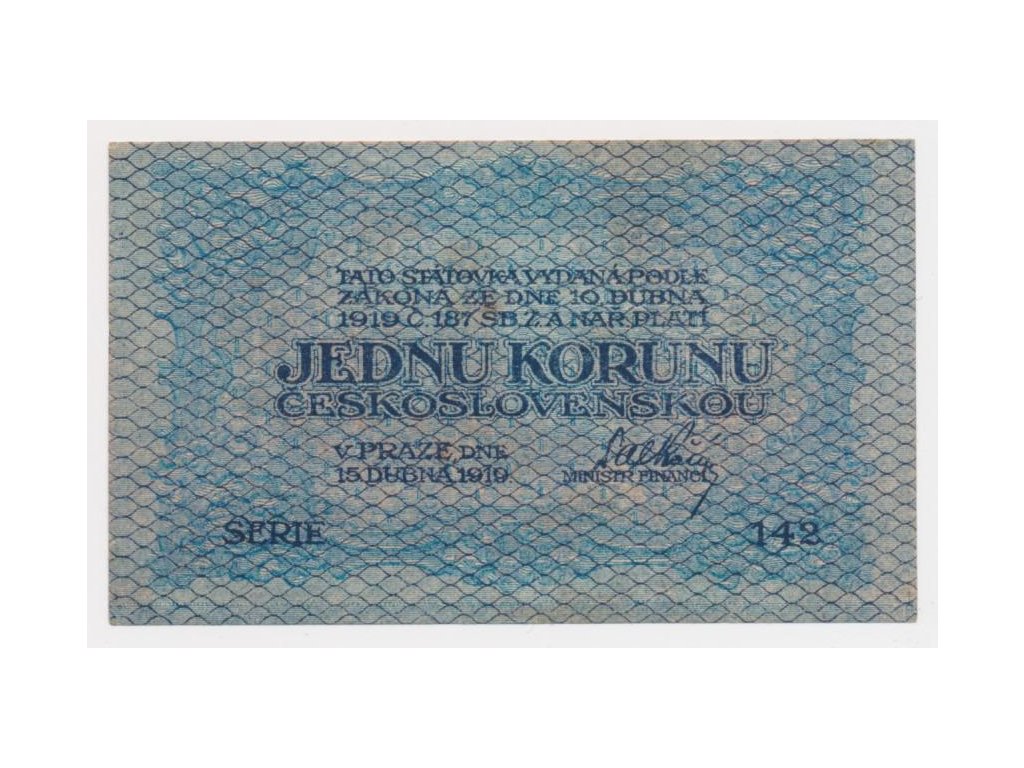 TATO STÁTOVKA VYDANÁ PODLE
ZÁKONA ZE DNE 10. DUBNA
1919 Č. 187 SB. Z. A NAŘ. PLATÍ
JEDNU KORUNU
ČESKOSLOVENSKOU
V PRAZE, DNE
15. DUBNA 1919.
MINISTR FINANCÍ
SERIE 142